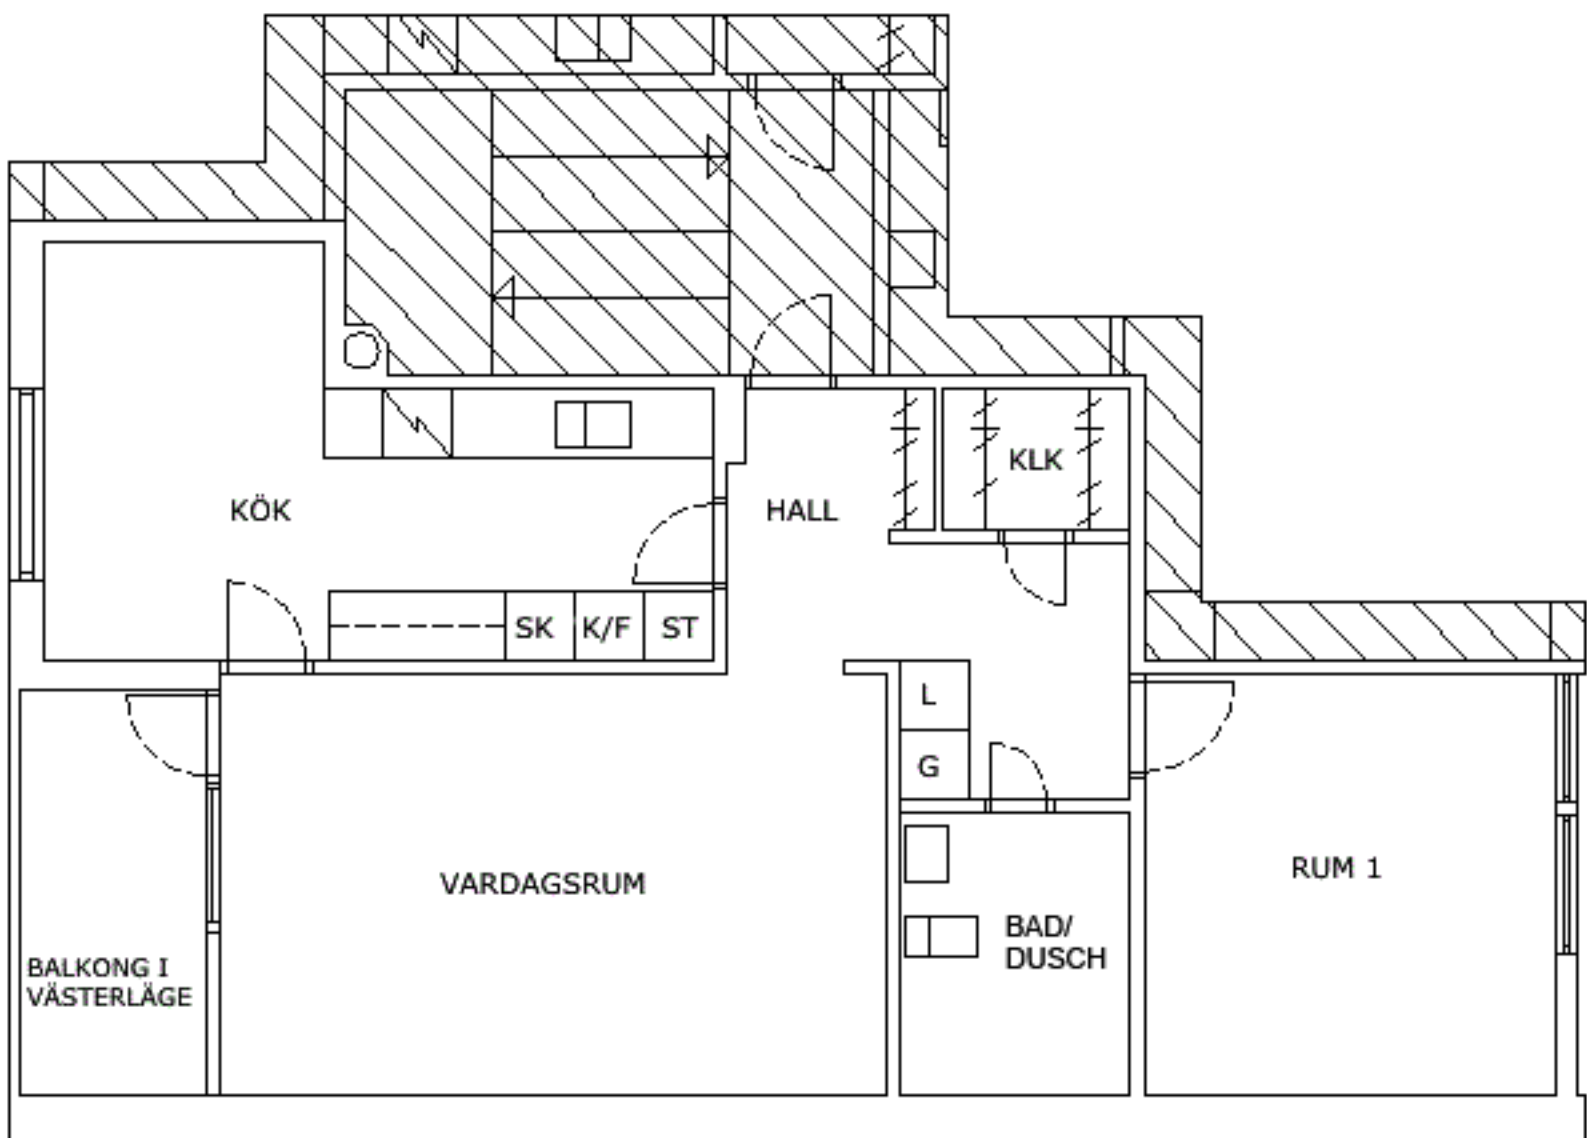 KLK
KÖK
HALL
SK K/F ST
L
G
RUM 1
VARDAGSRUM
BAD/
DUSCH
BALKONG I
VÄSTERLÄGE